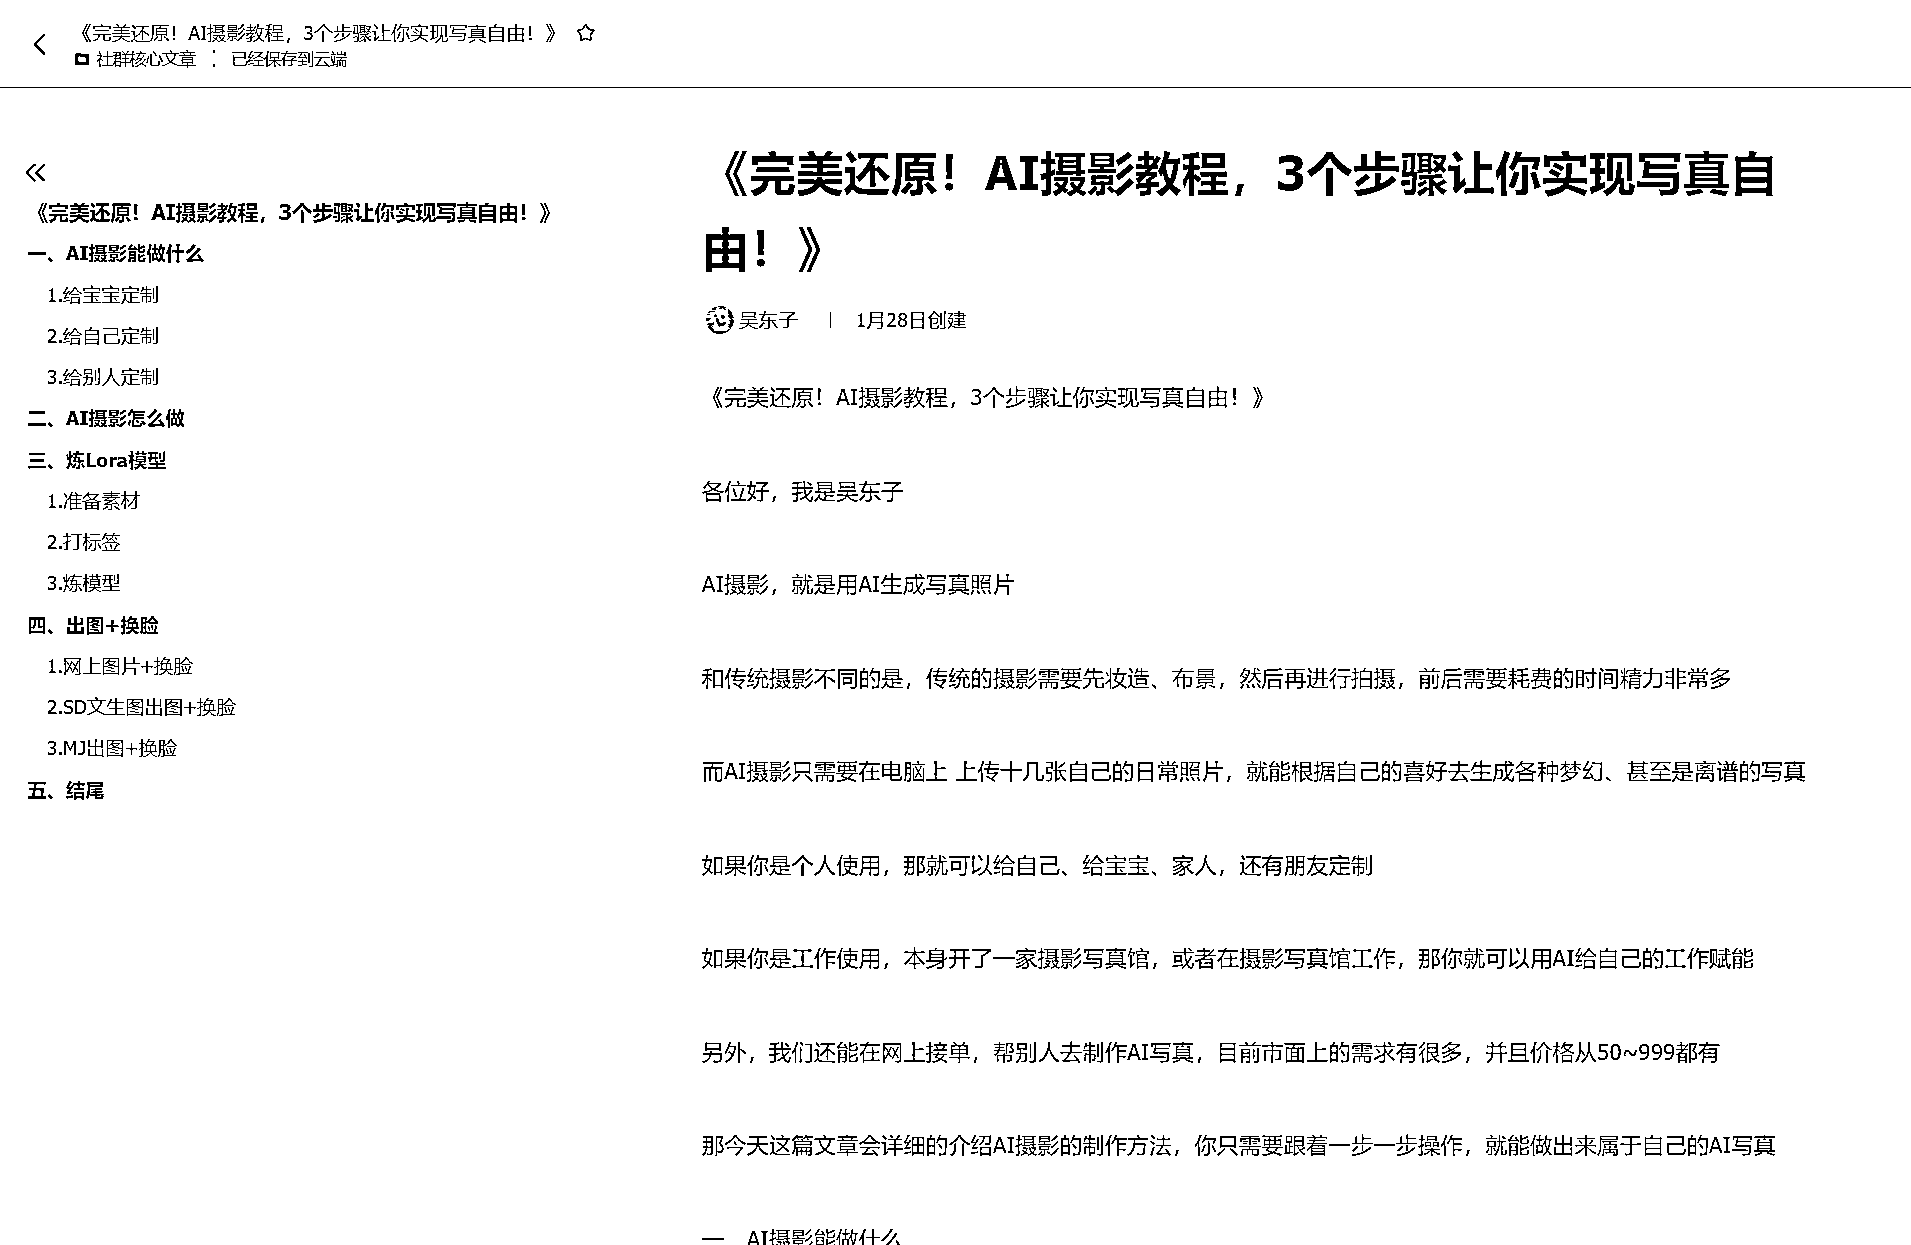 《完美还原！AI摄影教程，3个步骤让你实现写真自由！》
社群核心文章 ： 已经保存到云端
《完美还原！AI摄影教程，3个步骤让你实现写真自由！》
一、AI摄影能做什么
1.给宝宝定制
2.给自己定制
3.给别人定制
二、AI摄影怎么做
三、炼Lora模型
1.准备素材
2.打标签
3.炼模型
四、出图+换脸
1.网上图片+换脸
2.SD文生图出图+换脸
3.MJ出图+换脸
五、结尾
《完美还原！AI摄影教程，3个步骤让你实现写真自
由！》
吴东子 | 1月28日创建
《完美还原！AI摄影教程，3个步骤让你实现写真自由！》
各位好，我是吴东子
AI摄影，就是用AI生成写真照片
和传统摄影不同的是，传统的摄影需要先妆造、布景，然后再进行拍摄，前后需要耗费的时间精力非常多
而AI摄影只需要在电脑上 上传十几张自己的日常照片，就能根据自己的喜好去生成各种梦幻、甚至是离谱的写真
如果你是个人使用，那就可以给自己、给宝宝、家人，还有朋友定制
如果你是工作使用，本身开了一家摄影写真馆，或者在摄影写真馆工作，那你就可以用AI给自己的工作赋能
另外，我们还能在网上接单，帮别人去制作AI写真，目前市面上的需求有很多，并且价格从50~999都有
那今天这篇文章会详细的介绍AI摄影的制作方法，你只需要跟着一步一步操作，就能做出来属于自己的AI写真
一 AI摄影能做什么